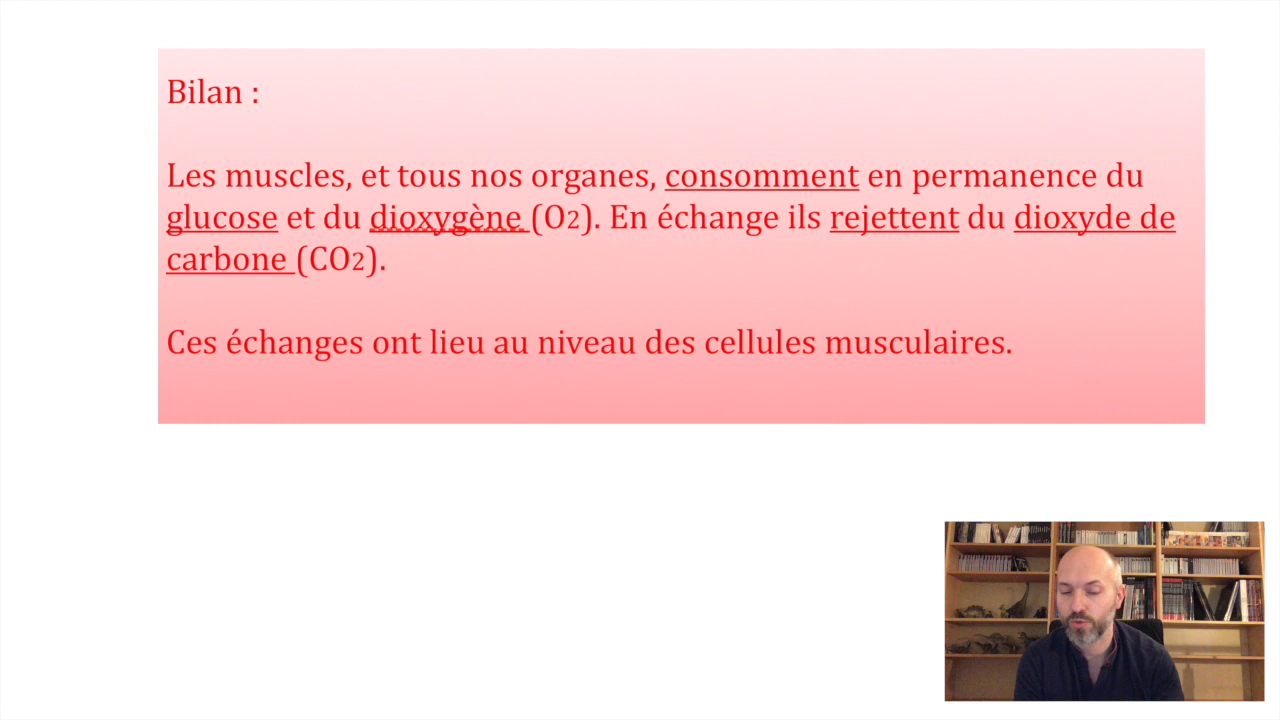 Bilan :
Les muscles, et tous nos organes, consomment en permanence du
glucose et du dioxygène (O2). En échange ils rejettent du dioxyde de
carbone (CO2).
Ces échanges ont lieu au niveau des cellules musculaires.